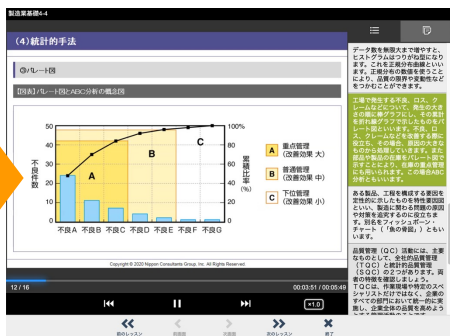 製造業基礎4-4
(4)統計的手法
③パレート図
【図表】パレート図とABC分析の概念図
不良件数
50
40
30
20
10
0
100%
80
60
40
20
0
累積比率(%)
A
B
C
不良A
不良B
不良C
不良D
不良E
不良F
不良G
A 重点管理
(改善効果 大)
B 普通管理
(改善効果 中)
C 下位管理
(改善効果 小)
Copyright © 2020 Nippon Consultants Group, Inc. All Rights Reserved.
12 / 16
00:03:51 / 00:05:49
×1.0
前のレッスン
前画面
次画面
次のレッスン
終了
データ数を無限大まで増やすと、
ヒストグラムはつりがね型になり
ます。これを正規分布曲線といい
ます。正規分布の数値を使うこと
により、品質の限界や変動性など
をつかむことができます。
工場で発生する不良、ロス、ク
レームなどについて、発生の大き
さの順に棒グラフにし、その累計
を折れ線グラフで示したものをパ
レート図といいます。不良、ロ
ス、クレームなどを改善する際に
役立ち、その場合、原因の大きな
ものから処理していきます。また
部品や製品の在庫をパレート図で
示すことにより、在庫の重点管理
にも用いられます。この場合ABC
分析ともいいます。
ある製品、工程を構成する要因を
定性的に示したものを特性要因図
といい、製造に関わる問題の原因
や対策を追究するのに役立ちま
す。別名をフィッシュボーン・
チャート（「魚の骨図」）ともい
います。
品質管理（QC）活動には、主要
なものとして、全社的品質管理
（TQC）と統計的品質管理
（SQC）の2つがあります。両
者の特徴を確認しましょう。
TQCは、作業現場や特定のスペ
シャリストだけではなく、企業の
すべての部門において統一的に実
施し、企業全体の品質を高めよう